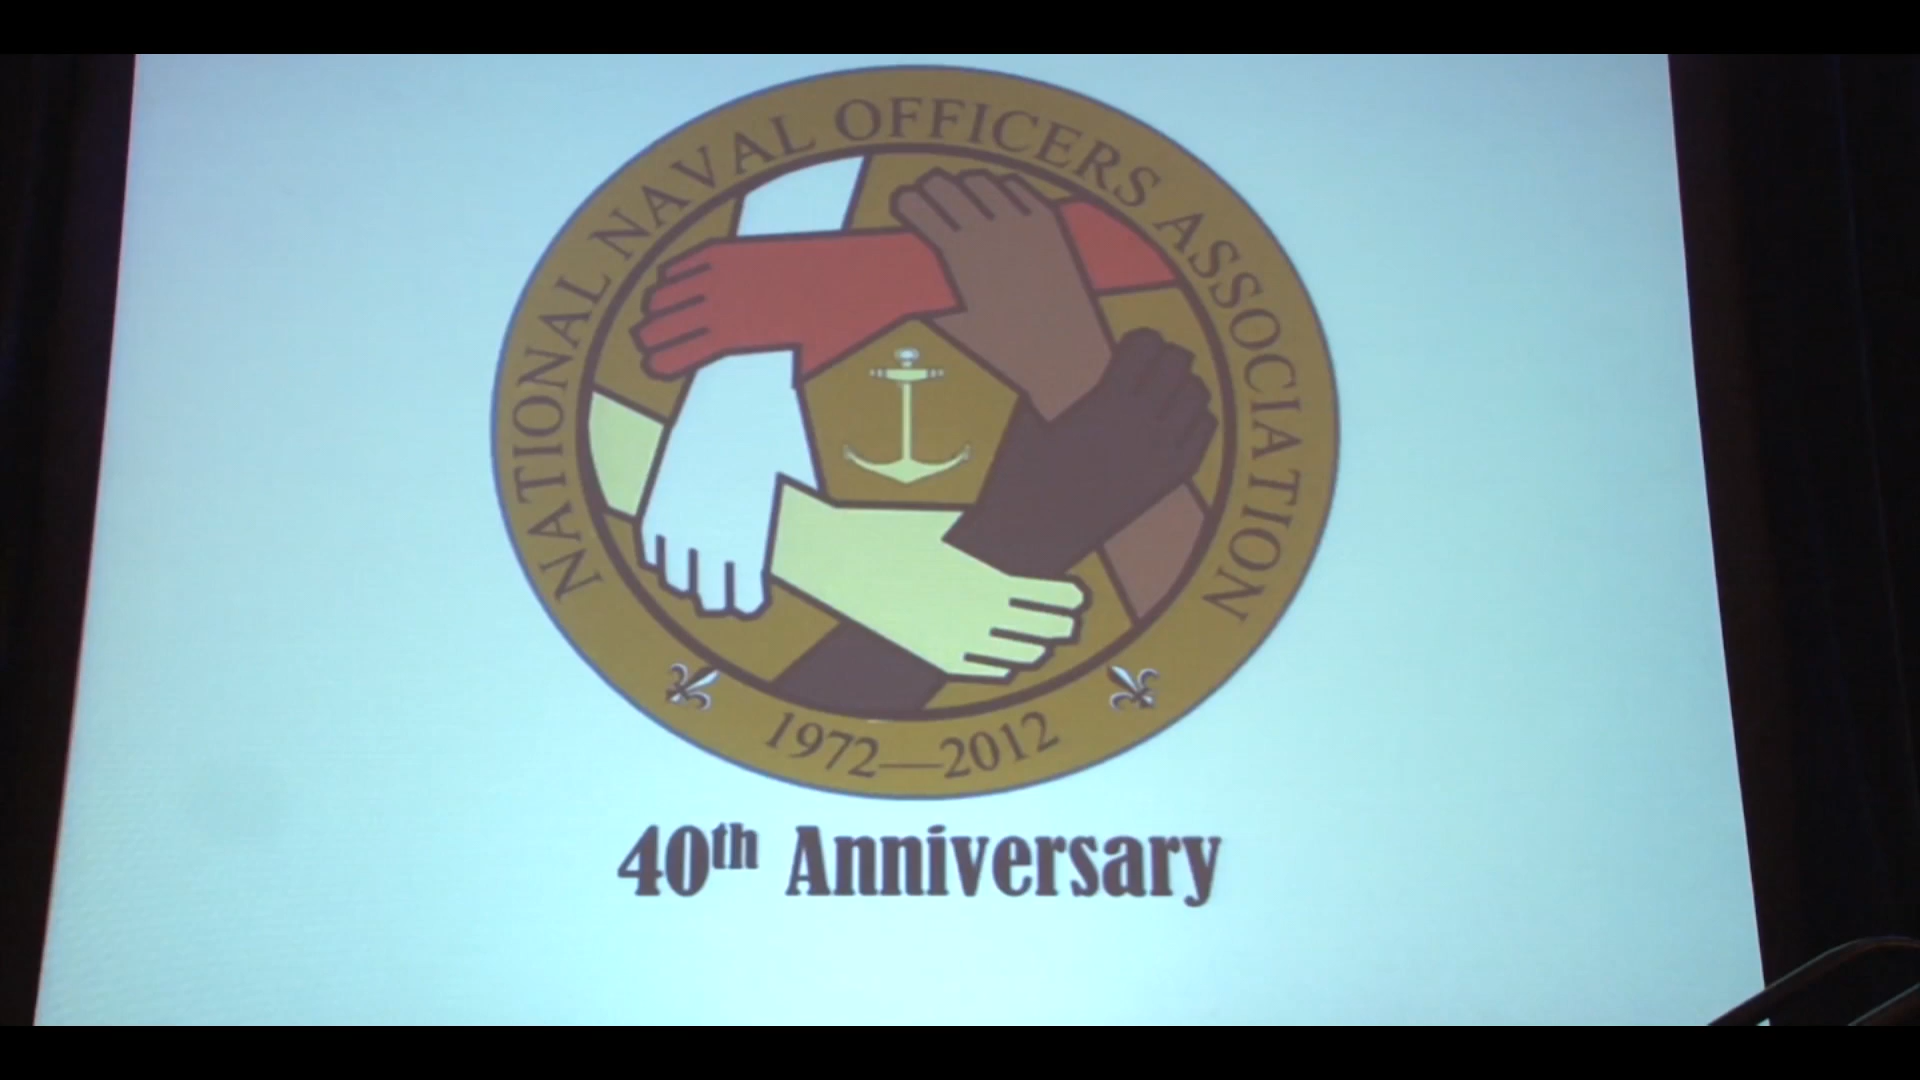 NATIONAL NAVAL OFFICERS ASSOCIATION
1972—2012
40th Anniversary